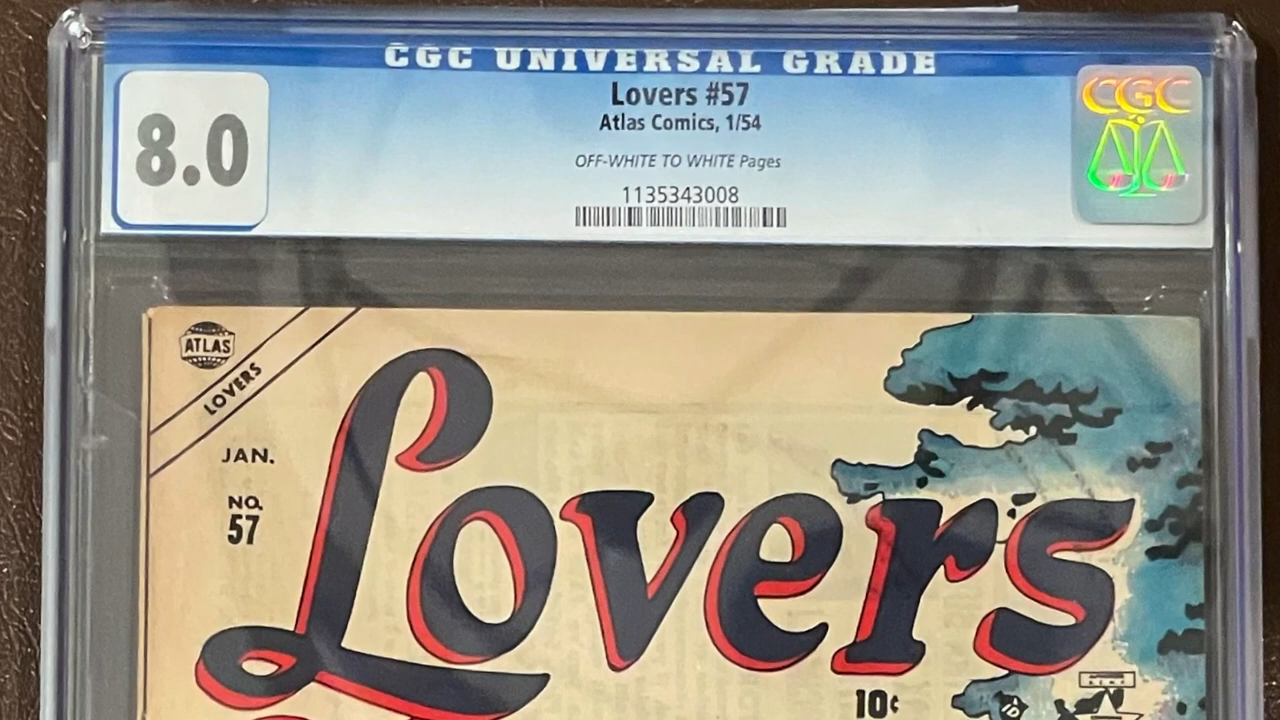 CGC UNIVERSAL GRADE
8.0
Lovers #57
Atlas Comics, 1/54
OFF-WHITE TO WHITE Pages
1135343008
CGC
ATLAS
LOVERS
JAN.
NO.
57
Lovers
10¢